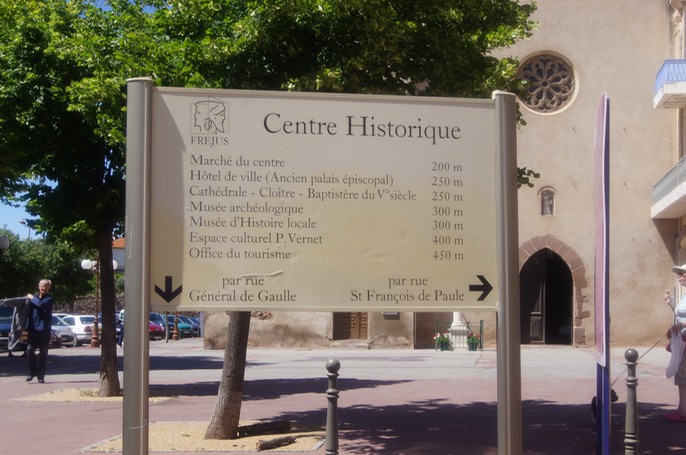 FREJUS
Centre Historique
Marché du centre 200 m
Hôtel de ville (Ancien palais épiscopal) 250 m
Cathédrale - Cloître - Baptistère du V°siècle 250 m
Musée archéologique 300 m
Musée d'Histoire locale 300 m
Espace culturel P.Vernet 400 m
Office du tourisme 450 m
par rue
Général de Gaulle
par rue
St François de Paule